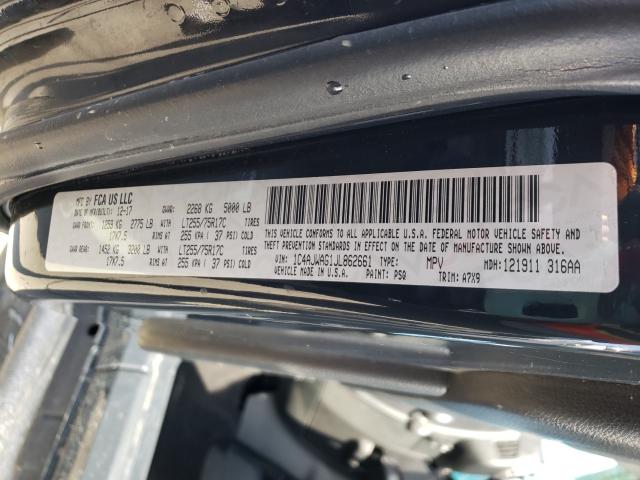 MFG BY FCA US LLC
DATE OF MFR: 12-17 GVWR: 2268 KG 5000 LB
GAWR FRONT: 1259 KG 2775 LB WITH LT255/75R17C TIRES
17X7.5 RIMS AT 255 KPA ( 37 PSI) COLD
GAWR REAR: 1452 KG 3200 LB WITH LT255/75R17C TIRES
17X7.5 RIMS AT 255 KPA ( 37 PSI) COLD
THIS VEHICLE CONFORMS TO ALL APPLICABLE U.S.A. FEDERAL MOTOR VEHICLE SAFETY, BUMPER, AND THEFT
PREVENTION STANDARDS IN EFFECT ON THE DATE OF MANUFACTURE SHOWN ABOVE.
VIN: 1C4AJWAG1JL862661 TYPE: MPV MDH: 121911 316AA
VEHICLE MADE IN U.S.A. PAINT: PSQ TRIM: A7X9